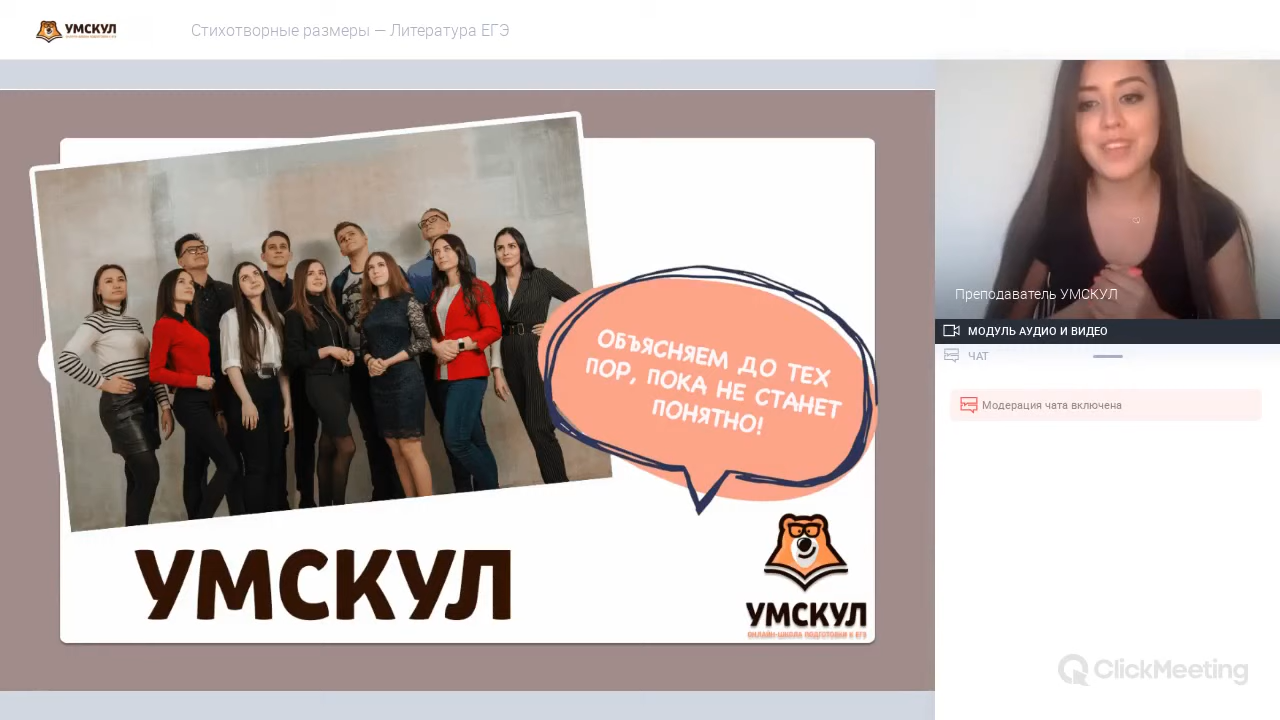 УМСКУЛ
Стихотворные размеры — Литература ЕГЭ
ОБЪЯСНЯЕМ ДО ТЕХ
ПОР, ПОКА НЕ СТАНЕТ
ПОНЯТНО!
УМСКУЛ
УМСКУЛ
ОНЛАЙН-ШКОЛА ПОДГОТОВКИ К ЕГЭ
Преподаватель УМСКУЛ
МОДУЛЬ АУДИО И ВИДЕО
ЧАТ
Модерация чата включена
ClickMeeting